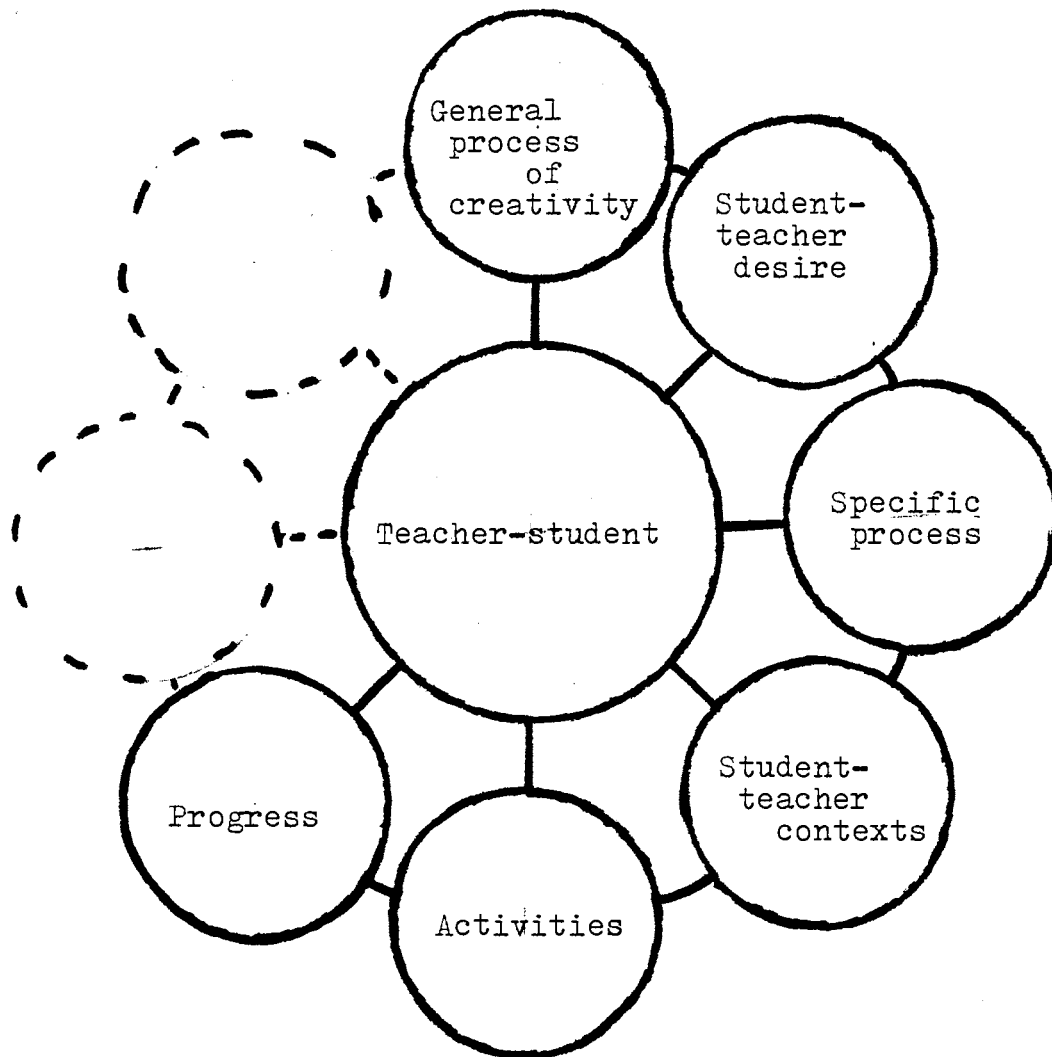 General
process
of
creativity
Student-
teacher
desire
Specific
process
Teacher-student
Student-
teacher
contexts
Progress
Activities